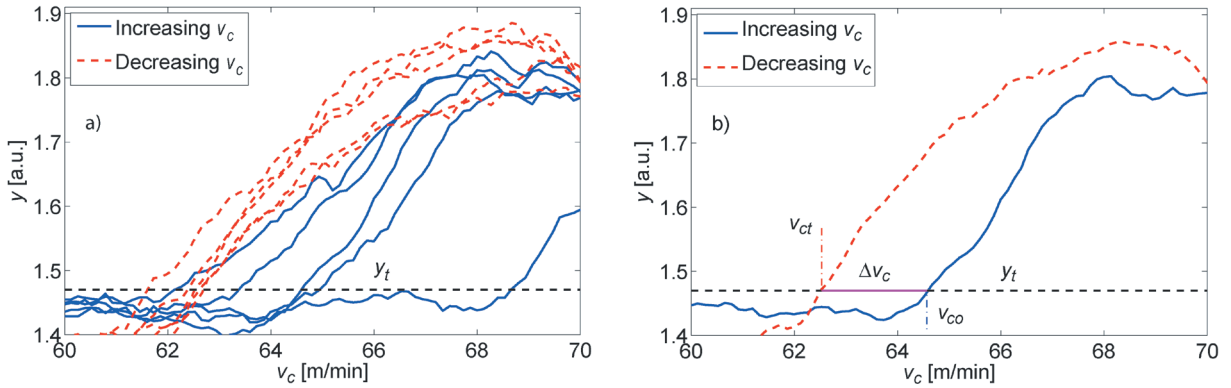 Increasing v_c
Decreasing v_c
a)
y_t
y [a.u.]
1.9
1.8
1.7
1.6
1.5
1.4
60 62 64 66 68 70
v_c [m/min]
Increasing v_c
Decreasing v_c
b)
v_ct
Δv_c
y_t
v_co
y [a.u.]
1.9
1.8
1.7
1.6
1.5
1.4
60 62 64 66 68 70
v_c [m/min]